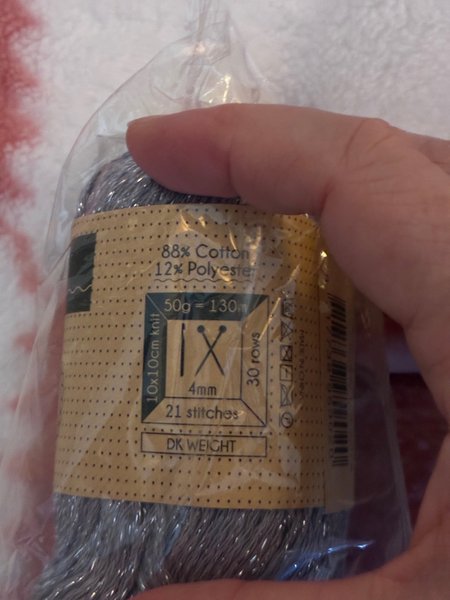 88% Cotton
12% Polyester
50g = 130m
10x10cm knit
30 rows
4mm
21 stitches
DK WEIGHT